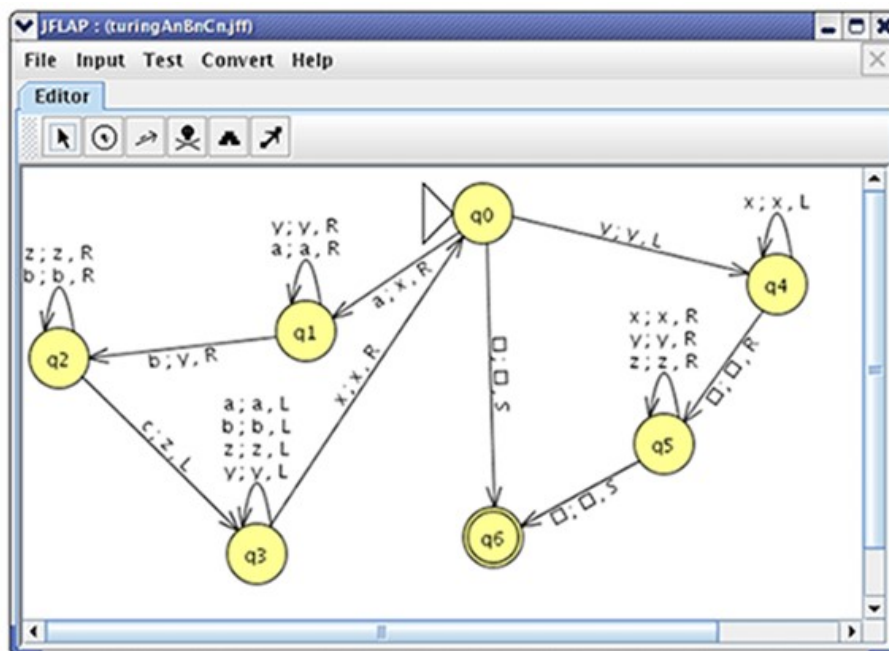 JFLAP : (turingAnBnCn.jff)
File Input Test Convert Help
Editor
q0
y ; y , L
x ; x , L
q4
y ; y , R
a ; a , R
a ; x , R
z ; z , R
b ; b , R
q1
q2
b ; y , R
x ; x , R
□ ; □ , S
x ; x , R
y ; y , R
z ; z , R
□ ; □ , R
c ; z , L
a ; a , L
b ; b , L
z ; z , L
y ; y , L
q5
q3
q6
□ ; □ , S